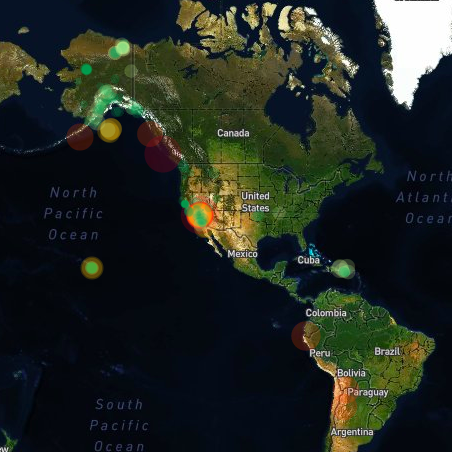 Canada
North
Pacific
Ocean
United
States
North
Atlant
Ocean
Mexico
Cuba
Colombia
Peru
Brazil
Bolivia
Paraguay
South
Pacific
Ocean
Argentina